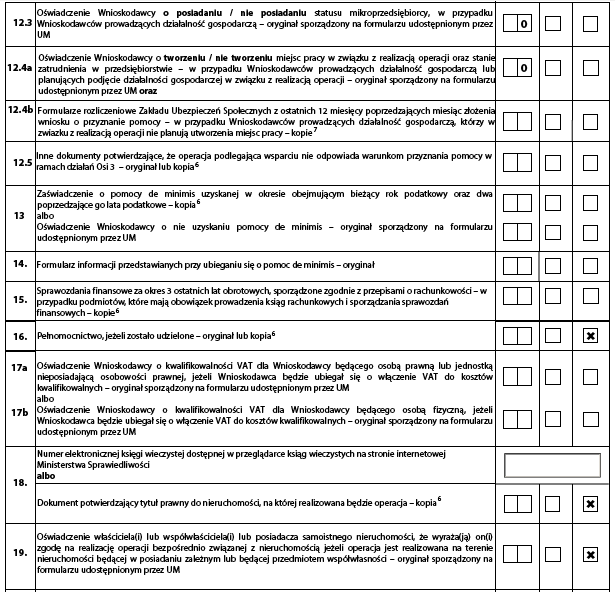 12.3
Oświadczenie Wnioskodawcy o posiadaniu / nie posiadaniu statusu mikroprzedsiębiorcy, w przypadku
Wnioskodawców prowadzących działalność gospodarczą – oryginał sporządzony na formularzu udostępnionym przez
UM
0
12.4a
Oświadczenie Wnioskodawcy o tworzeniu / nie tworzeniu miejsc pracy w związku z realizacją operacji oraz stanie
zatrudnienia w przedsiębiorstwie – w przypadku Wnioskodawców prowadzących działalność gospodarczą lub
planujących podjęcie działalności gospodarczej w związku z realizacją operacji – oryginał sporządzony na formularzu
udostępnionym przez UM oraz
0
12.4b
Formularze rozliczeniowe Zakładu Ubezpieczeń Społecznych z ostatnich 12 miesięcy poprzedzających miesiąc złożenia
wniosku o przyznanie pomocy – w przypadku Wnioskodawców prowadzących działalność gospodarczą, którzy w
zwiazku z realizacją operacji nie planują utworzenia miejsc pracy – kopie 7
12.5
Inne dokumenty potwierdzające, że operacja podlegająca wsparciu nie odpowiada warunkom przyznania pomocy w
ramach działań Osi 3 – oryginał lub kopia6
13
Zaświadczenie o pomocy de minimis uzyskanej w okresie obejmującym bieżący rok podatkowy oraz dwa
poprzedzające go lata podatkowe – kopia6
albo
Oświadczenie Wnioskodawcy o nie uzyskaniu pomocy de minimis – oryginał sporządzony na formularzu
udostępnionym przez UM
14.
Formularz informacji przedstawianych przy ubieganiu się o pomoc de minimis – oryginał
15.
Sprawozdania finansowe za okres 3 ostatnich lat obrotowych, sporządzone zgodnie z przepisami o rachunkowości – w
przypadku podmiotów, które mają obowiązek prowadzenia ksiąg rachunkowych i sporządzania sprawozdań
finansowych – kopie6
16.
Pełnomocnictwo, jeżeli zostało udzielone – oryginał lub kopia6
17a
Oświadczenie Wnioskodawcy o kwalifikowalności VAT dla Wnioskodawcy będącego osobą prawną lub jednostką
nieposiadającą osobowości prawnej, jeżeli Wnioskodawca będzie ubiegał się o włączenie VAT do kosztów
kwalifikowalnych – oryginał sporządzony na formularzu udostępnionym przez UM
albo
17b
Oświadczenie Wnioskodawcy o kwalifikowalności VAT dla Wnioskodawcy będącego osobą fizyczną, jeżeli
Wnioskodawca będzie ubiegał się o włączenie VAT do kosztów kwalifikowalnych – oryginał sporządzony na formularzu
udostępnionym przez UM
18.
Numer elektronicznej księgi wieczystej dostępnej w przeglądarce ksiąg wieczystych na stronie internetowej
Ministerstwa Sprawiedliwości
albo
Dokument potwierdzający tytuł prawny do nieruchomości, na której realizowana będzie operacja – kopia6
19.
Oświadczenie właściciela(i) lub współwłaściciela(i) lub posiadacza samoistnego nieruchomości, że wyraża(ją) on(i)
zgodę na realizację operacji bezpośrednio związanej z nieruchomością jeżeli operacja jest realizowana na terenie
nieruchomości będącej w posiadaniu zależnym lub będącej przedmiotem współwłasności – oryginał sporządzony na
formularzu udostępnionym przez UM